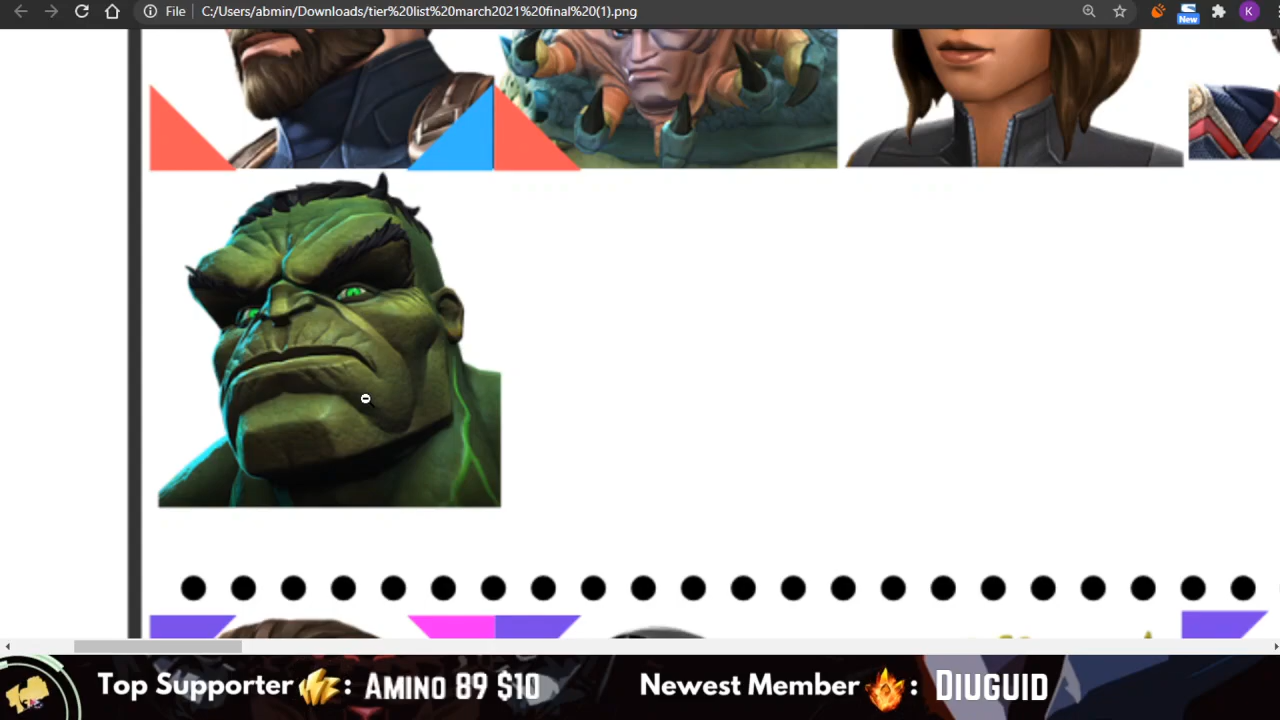 File C:/Users/abmin/Downloads/tier%20list%20march2021%20final%20(1).png
New
K
Top Supporter : Amino 89 $10
Newest Member : Diuguid